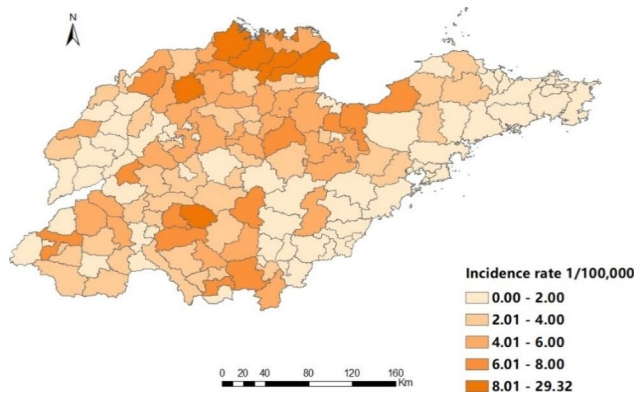 N
Incidence rate 1/100,000
0.00 - 2.00
2.01 - 4.00
4.01 - 6.00
6.01 - 8.00
8.01 - 29.32
0 10 20 40 80 120 160
Km